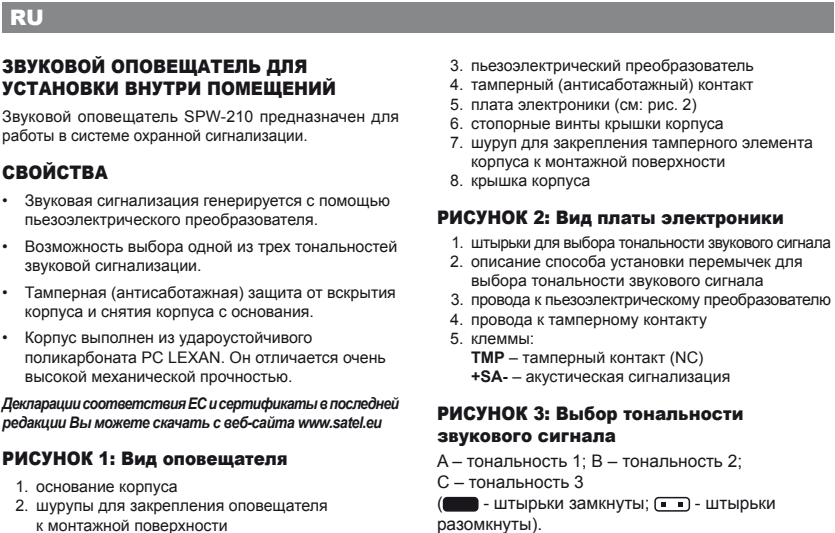 RU
ЗВУКОВОЙ ОПОВЕЩАТЕЛЬ ДЛЯ
УСТАНОВКИ ВНУТРИ ПОМЕЩЕНИЙ
Звуковой оповещатель SPW-210 предназначен для
работы в системе охранной сигнализации.
СВОЙСТВА
• Звуковая сигнализация генерируется с помощью
пьезоэлектрического преобразователя.
• Возможность выбора одной из трех тональностей
звуковой сигнализации.
• Тамперная (антисаботажная) защита от вскрытия
корпуса и снятия корпуса с основания.
• Корпус выполнен из удароустойчивого
поликарбоната PC LEXAN. Он отличается очень
высокой механической прочностью.
Декларации соответствия ЕС и сертификаты в последней
редакции Вы можете скачать с веб-сайта www.satel.eu
РИСУНОК 1: Вид оповещателя
1. основание корпуса
2. шурупы для закрепления оповещателя
к монтажной поверхности
3. пьезоэлектрический преобразователь
4. тамперный (антисаботажный) контакт
5. плата электроники (см: рис. 2)
6. стопорные винты крышки корпуса
7. шуруп для закрепления тамперного элемента
корпуса к монтажной поверхности
8. крышка корпуса
РИСУНОК 2: Вид платы электроники
1. штырьки для выбора тональности звукового сигнала
2. описание способа установки перемычек для
выбора тональности звукового сигнала
3. провода к пьезоэлектрическому преобразователю
4. провода к тамперному контакту
5. клеммы:
TMP – тамперный контакт (NC)
+SA- – акустическая сигнализация
РИСУНОК 3: Выбор тональности
звукового сигнала
A – тональность 1; B – тональность 2;
C – тональность 3
( - штырьки замкнуты; - штырьки
разомкнуты).